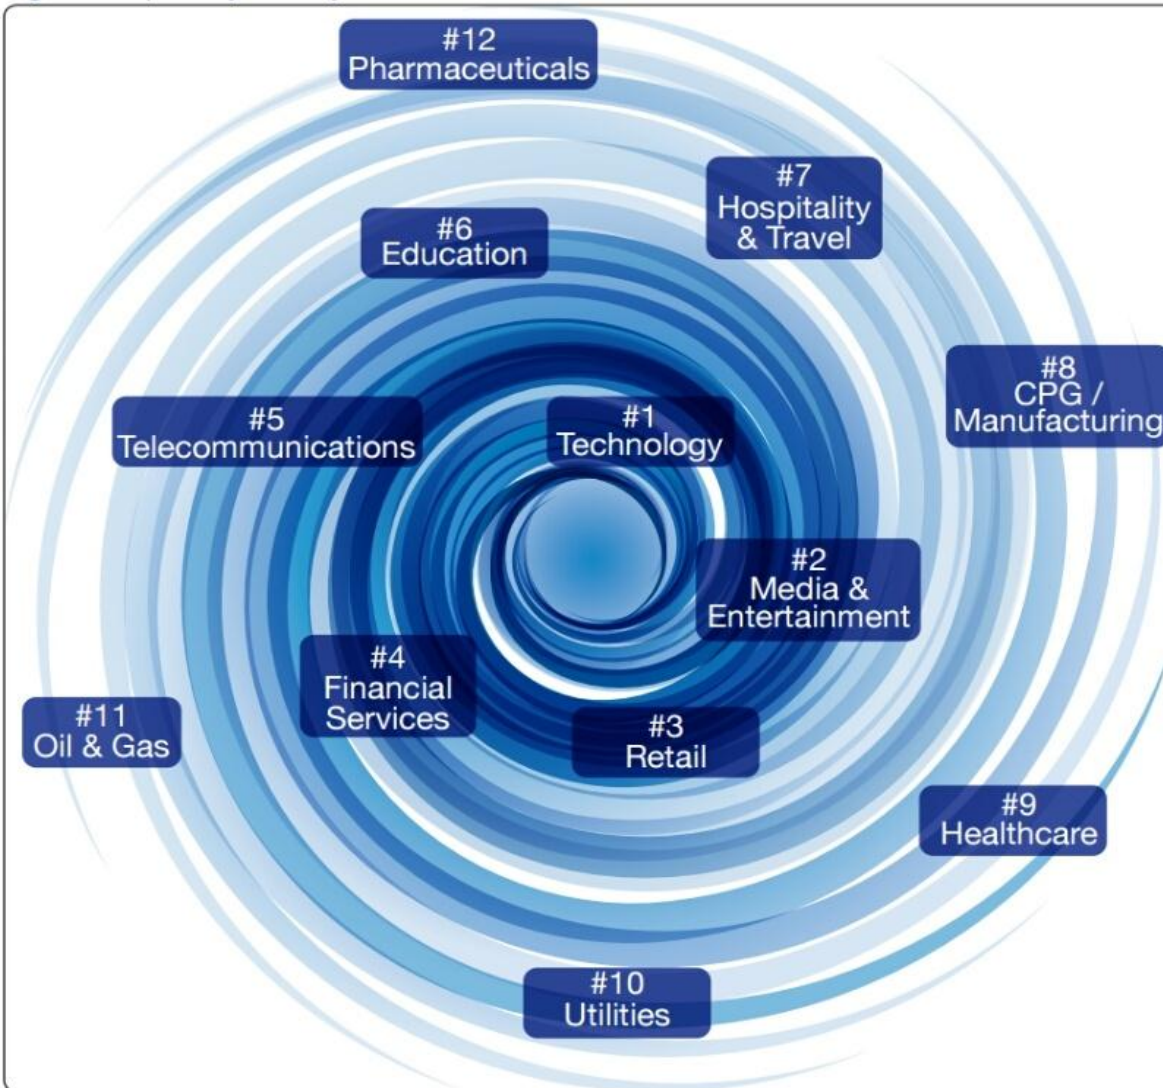 #12
Pharmaceuticals
#7
Hospitality
& Travel
#6
Education
#8
CPG /
Manufacturing
#5
Telecommunications
#1
Technology
#2
Media &
Entertainment
#4
Financial
Services
#11
Oil & Gas
#3
Retail
#9
Healthcare
#10
Utilities